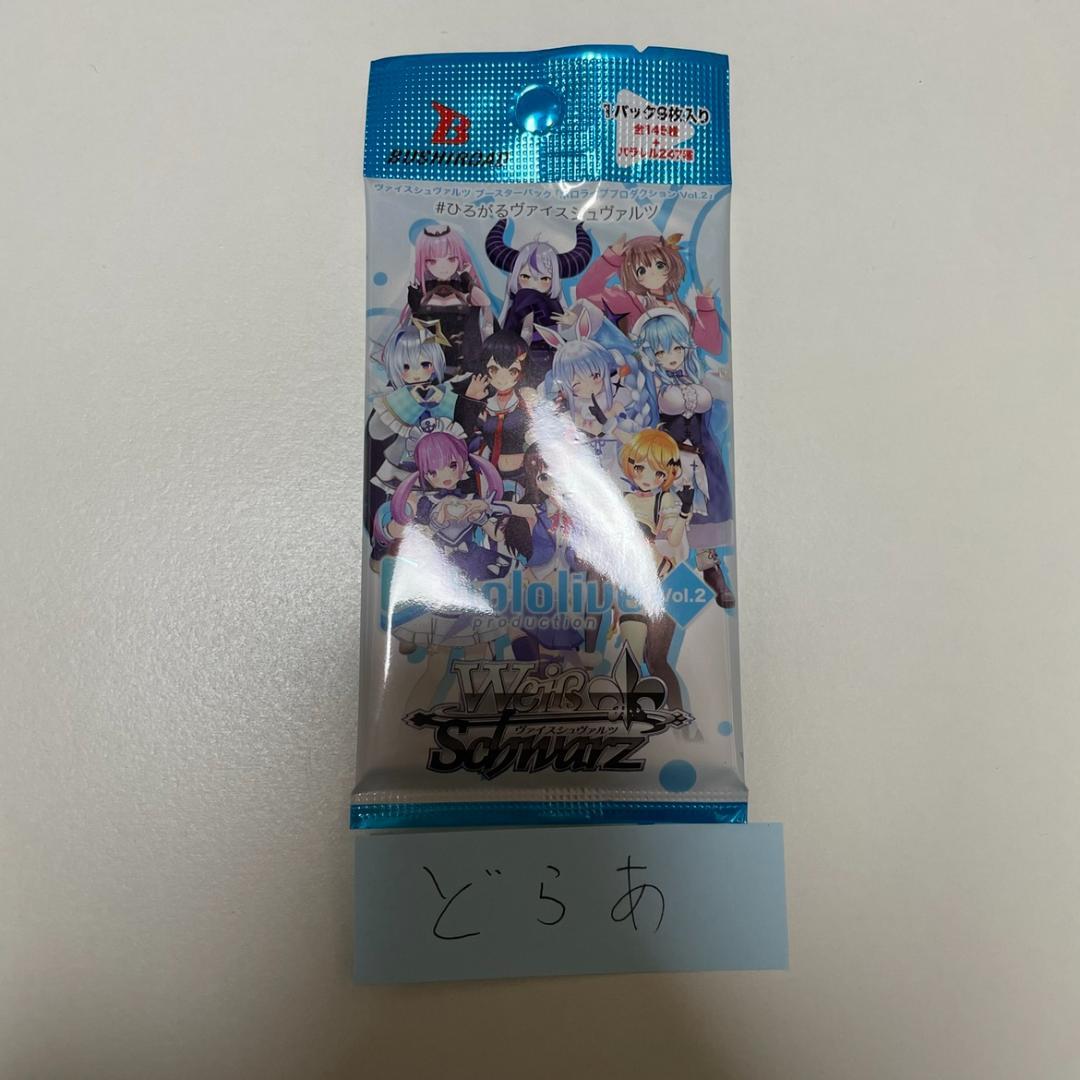 BUSHIROAD
1パック9枚入り
全145種
+
パラレル247種
ヴァイスシュヴァルツ ブースターパック「ホロライブプロダクション Vol.2」
#ひろがるヴァイスシュヴァルツ
hololive Vol.2
production
Weiß
ヴァイスシュヴァルツ
Schwarz
どらあ